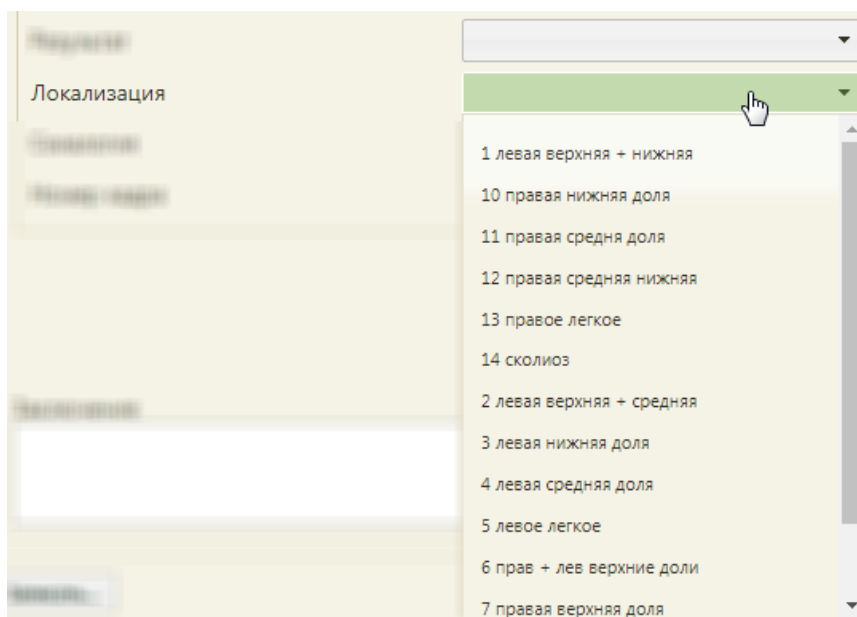 Локализация
1 левая верхняя + нижняя
10 правая нижняя доля
11 правая средня доля
12 правая средняя нижняя
13 правое легкое
14 сколиоз
2 левая верхняя + средняя
3 левая нижняя доля
4 левая средняя доля
5 левое легкое
6 прав + лев верхние доли
7 правая верхняя доля